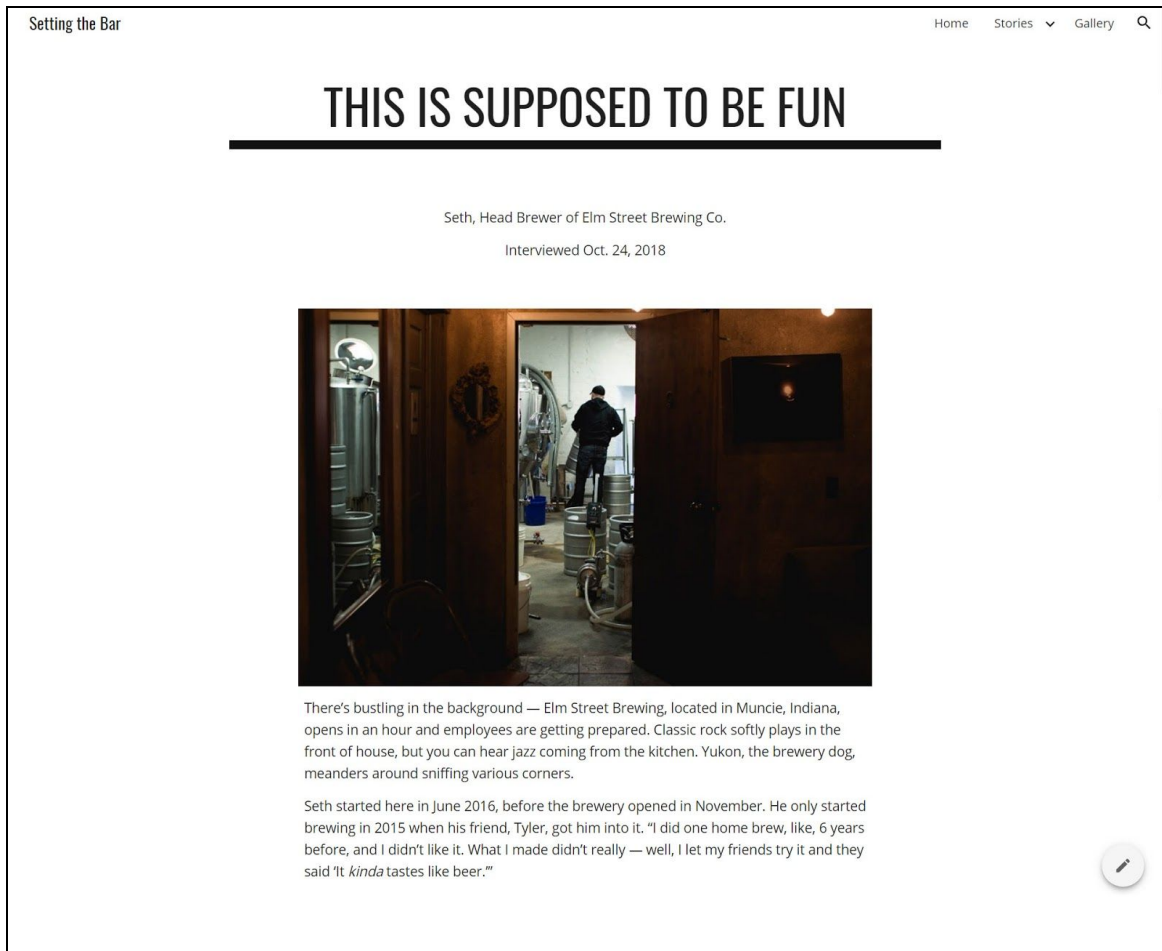 Setting the Bar
Home Stories Gallery
THIS IS SUPPOSED TO BE FUN
Seth, Head Brewer of Elm Street Brewing Co.
Interviewed Oct. 24, 2018
There’s bustling in the background — Elm Street Brewing, located in Muncie, Indiana,
opens in an hour and employees are getting prepared. Classic rock softly plays in the
front of house, but you can hear jazz coming from the kitchen. Yukon, the brewery dog,
meanders around sniffing various corners.
Seth started here in June 2016, before the brewery opened in November. He only started
brewing in 2015 when his friend, Tyler, got him into it. “I did one home brew, like, 6 years
before, and I didn’t like it. What I made didn’t really — well, I let my friends try it and they
said ‘It kinda tastes like beer.’”